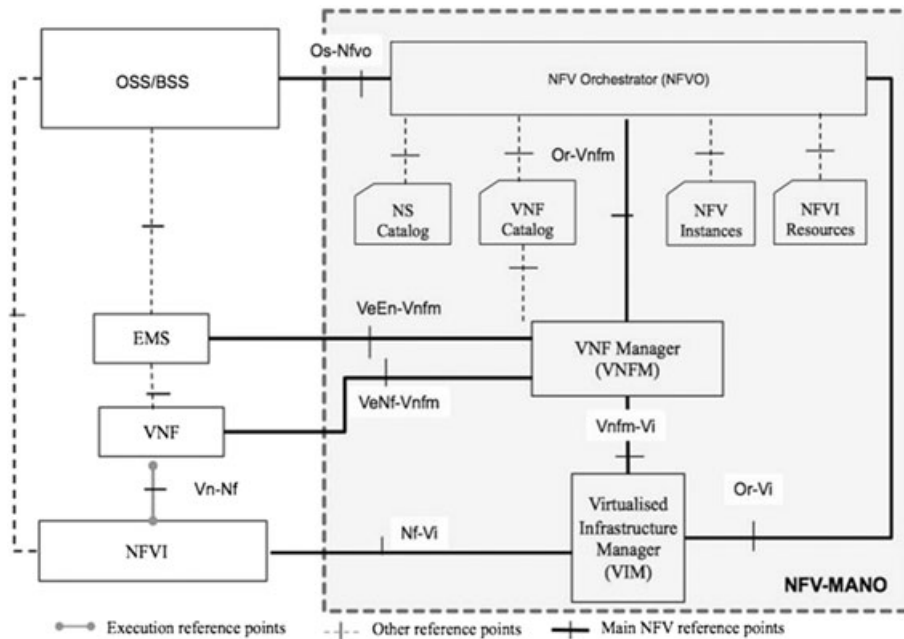 Os-Nfvo
OSS/BSS
NFV Orchestrator (NFVO)
Or-Vnfm
NS
Catalog
VNF
Catalog
NFV
Instances
NFVI
Resources
EMS
VeEn-Vnfm
VNF Manager
(VNFM)
VNF
VeNf-Vnfm
Vnfm-Vi
Vn-Nf
Virtualised
Infrastructure
Manager
(VIM)
Or-Vi
NFVI
Nf-Vi
NFV-MANO
Execution reference points
Other reference points
Main NFV reference points